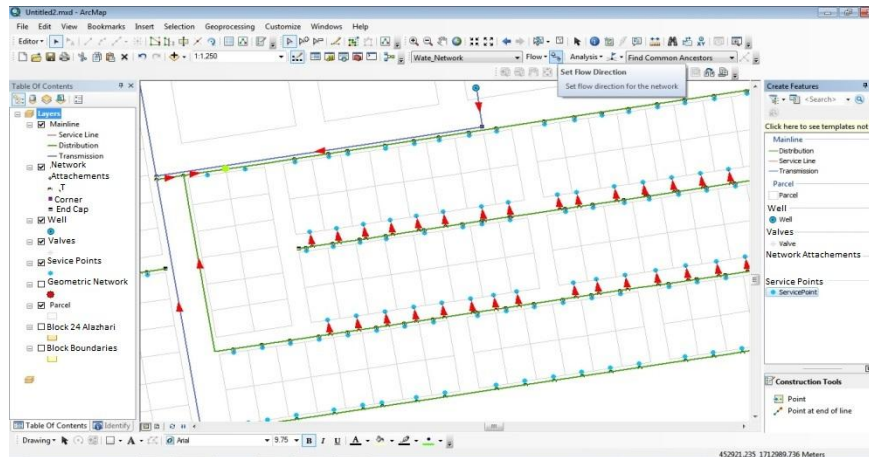 Untitled2.mxd - ArcMap
File Edit View Bookmarks Insert Selection Geoprocessing Customize Windows Help
Editor
1:1,250
Wate_Network
Flow
Analysis
Find Common Ancestors
Set Flow Direction
Set flow direction for the network
Table Of Contents
Layers
Mainline
Service Line
Distribution
Transmission
,Network
Attachements
,T
Corner
End Cap
Well
Valves
Sevice Points
Geometric Network
Parcel
Block 24 Alazhari
Block Boundaries
Table Of Contents
Identify
Create Features
<Search>
Click here to see templates not
Mainline
Distribution
Service Line
Transmission
Parcel
Parcel
Well
Well
Valves
Valve
Network Attachements
Service Points
ServicePoint
Construction Tools
Point
Point at end of line
Drawing
A
Arial
9.75
B I U A
452921.235 1712989.736 Meters